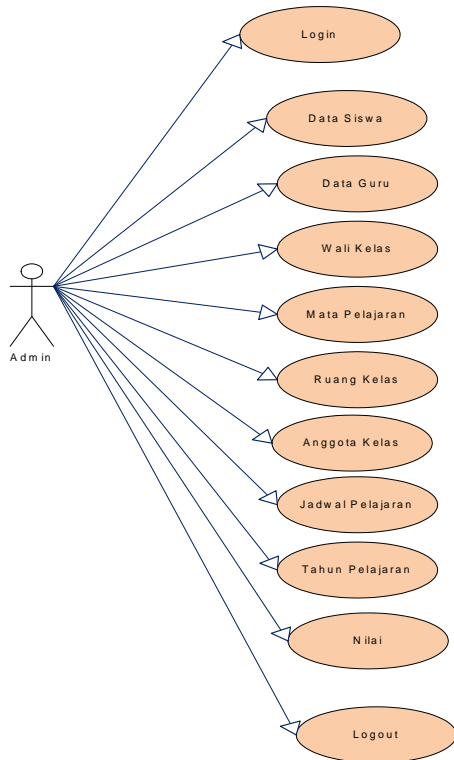 Login
Data Siswa
Data Guru
Wali Kelas
Mata Pelajaran
Admin
Ruang Kelas
Anggota Kelas
Jadwal Pelajaran
Tahun Pelajaran
Nilai
Logout